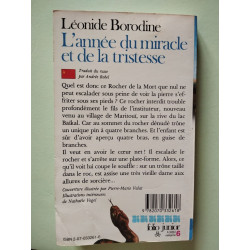 Léonide Borodine
L'année du miracle
et de la tristesse
Traduit du russe
par Andrée Robel
Quel est donc ce Rocher de la Mort que nul ne
peut escalader sous peine de voir la pierre s'ef-
friter sous ses pieds ? Ce rocher interdit trouble
profondément le fils de l'instituteur, nouveau
venu au village de Maritouï, sur la rive du lac
Baïkal. Car au sommet du rocher désolé trône
un unique pin à quatre branches. Et l'enfant est
sûr d'avoir aperçu quatre bras, en guise de
branches.
Il veut en avoir le cœur net ! Il escalade le
rocher et s'arrête sur une plate-forme. Alors, ce
qu'il voit lui coupe le souffle : sur un trône taillé
dans le roc, est assise une très vieille dame aux
allures de sorcière...
Couverture illustrée par Pierre-Marie Valat
Illustrations intérieures
de Nathaële Vogel
folio junior